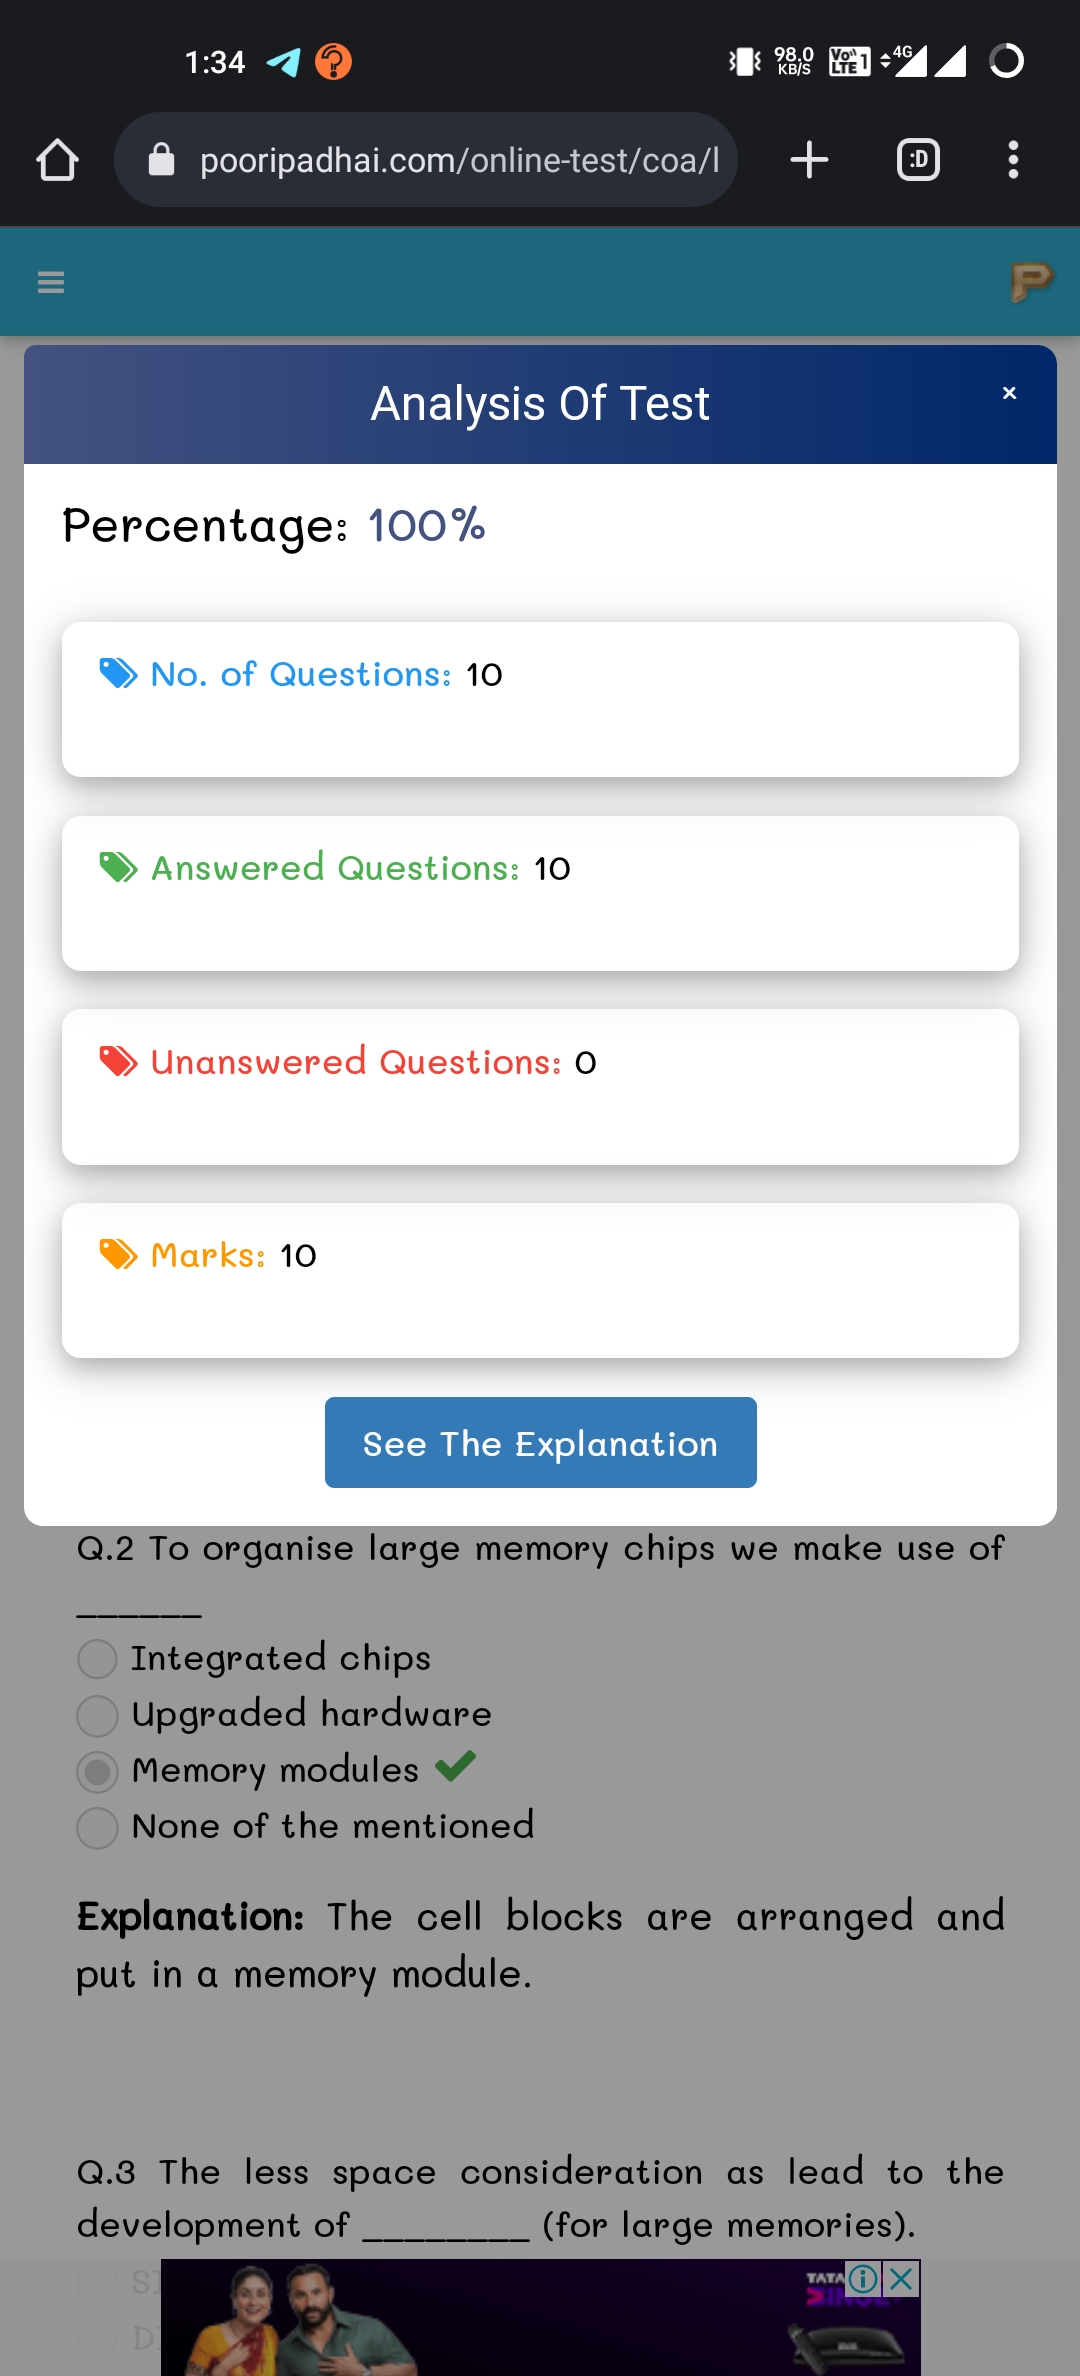 1:34
98.0
KB/S
Vo))
LTE 1
4G
pooripadhai.com/online-test/coa/l
:D
P
Analysis Of Test
×
Percentage: 100%
No. of Questions: 10
Answered Questions: 10
Unanswered Questions: 0
Marks: 10
See The Explanation
Q.2 To organise large memory chips we make use of
______
Integrated chips
Upgraded hardware
Memory modules
None of the mentioned
Explanation: The cell blocks are arranged and
put in a memory module.
Q.3 The less space consideration as lead to the
development of ________ (for large memories).
TATA